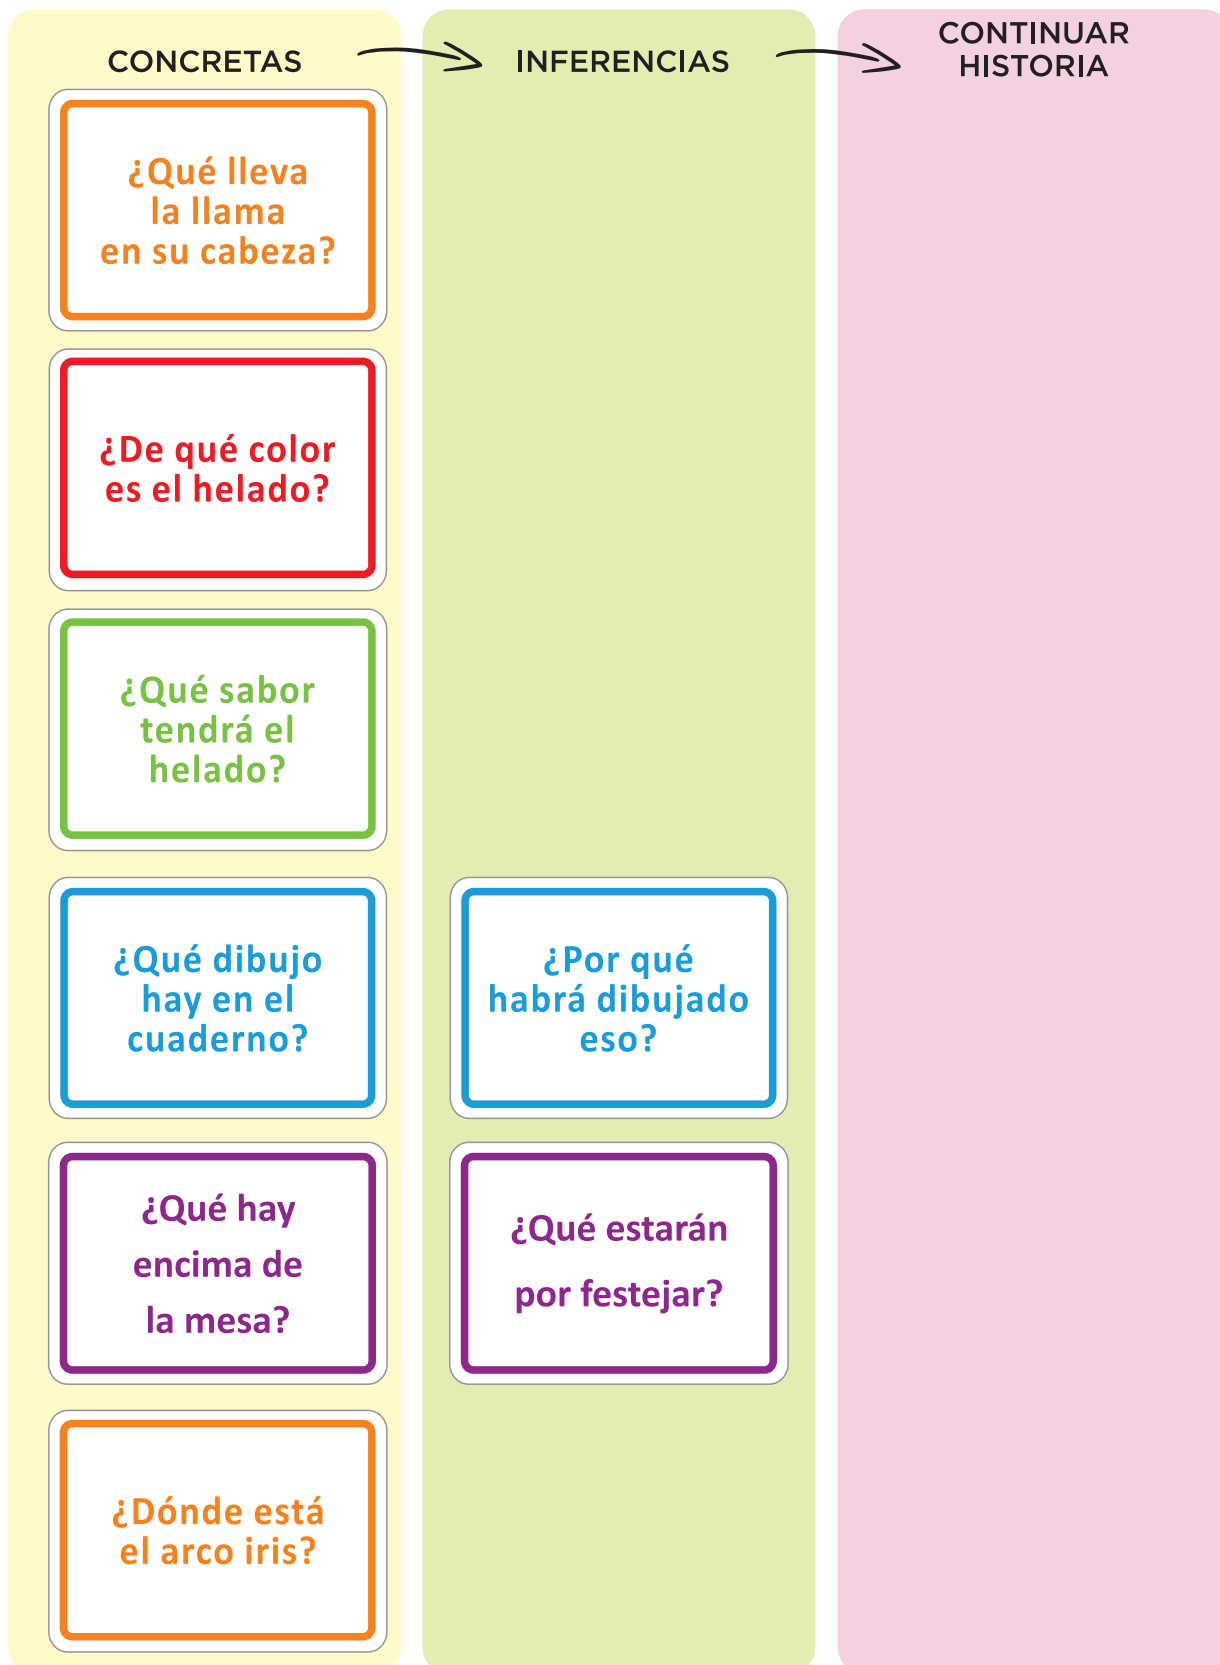 CONCRETAS
INFERENCIAS
CONTINUAR
HISTORIA
¿Qué lleva
la llama
en su cabeza?
¿De qué color
es el helado?
¿Qué sabor
tendrá el
helado?
¿Qué dibujo
hay en el
cuaderno?
¿Por qué
habrá dibujado
eso?
¿Qué hay
encima de
la mesa?
¿Qué estarán
por festejar?
¿Dónde está
el arco iris?